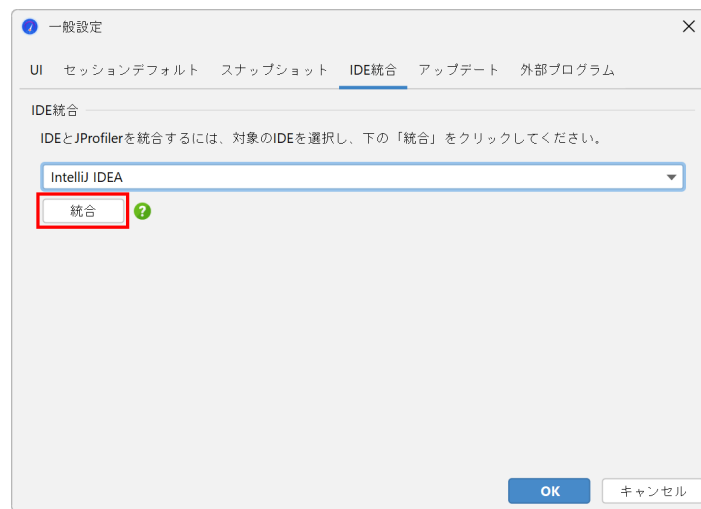 一般設定
UI セッションデフォルト スナップショット IDE統合 アップデート 外部プログラム
IDE統合
IDEとJProfilerを統合するには、対象のIDEを選択し、下の「統合」をクリックしてください。
IntelliJ IDEA
統合 ?
OK キャンセル